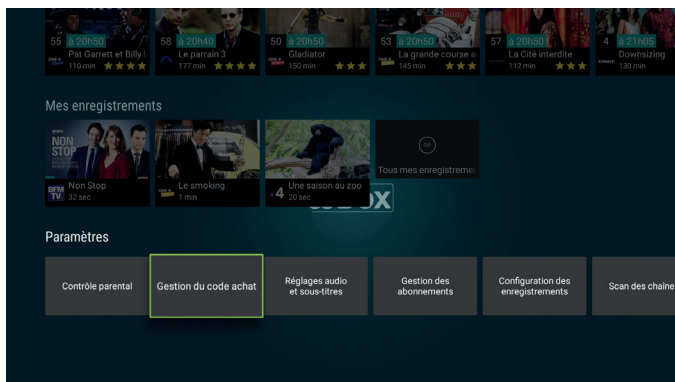 55 à 20h50
Pat Garrett et Billy l
110 min
58 à 20h40
Le parrain 3
177 min
50 à 20h50
Gladiator
150 min
53 à 20h50
La grande course a
145 min
57 à 20h50
La Cité interdite
112 min
4 à 21h05
Downsizing
130 min
Mes enregistrements
NON
STOP
BFM
TV.
Non Stop
32 sec
Le smoking
1 min
4
Une saison au zoo
20 sec
Tous mes enregistreme
BOX
Paramètres
Contrôle parental
Gestion du code achat
Réglages audio
et sous-titres
Gestion des
abonnements
Configuration des
enregistrements
Scan des chaîne